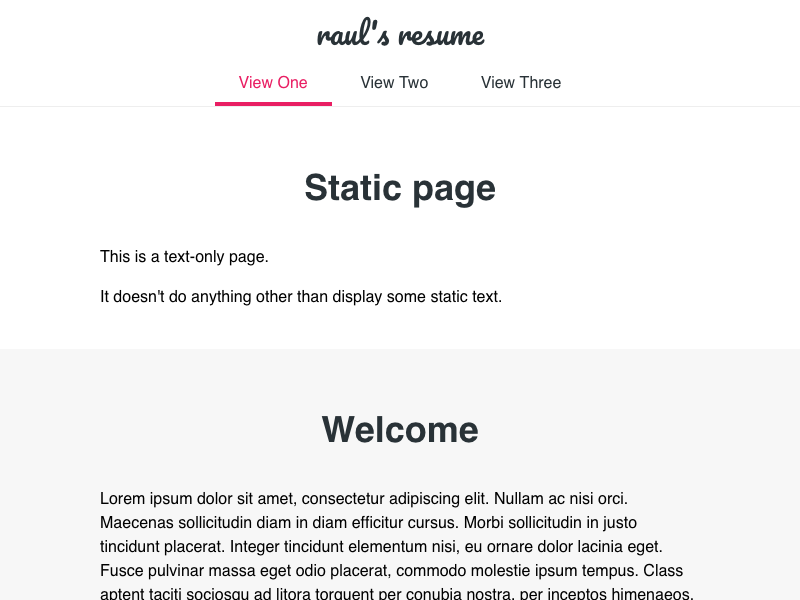 raul's resume
View One View Two View Three
Static page
This is a text-only page.
It doesn't do anything other than display some static text.
Welcome
Lorem ipsum dolor sit amet, consectetur adipiscing elit. Nullam ac nisi orci.
Maecenas sollicitudin diam in diam efficitur cursus. Morbi sollicitudin in justo
tincidunt placerat. Integer tincidunt elementum nisi, eu ornare dolor lacinia eget.
Fusce pulvinar massa eget odio placerat, commodo molestie ipsum tempus. Class
aptent taciti sociosqu ad litora torquent per conubia nostra, per inceptos himenaeos.